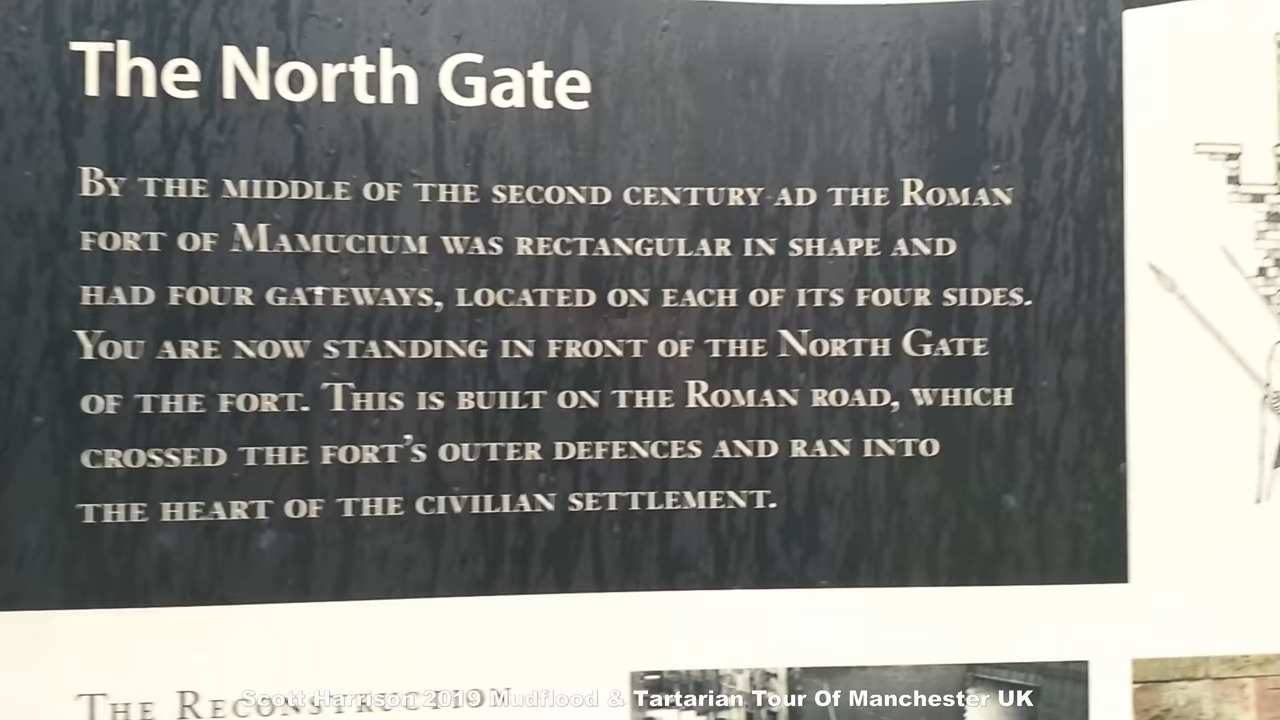 The North Gate
By the middle of the second century AD the Roman
fort of Mamucium was rectangular in shape and
had four gateways, located on each of its four sides.
You are now standing in front of the North Gate
of the fort. This is built on the Roman road, which
crossed the fort's outer defences and ran into
the heart of the civilian settlement.
The Reconstruction
Scott Harrison 2019 Mudflood & Tartarian Tour Of Manchester UK